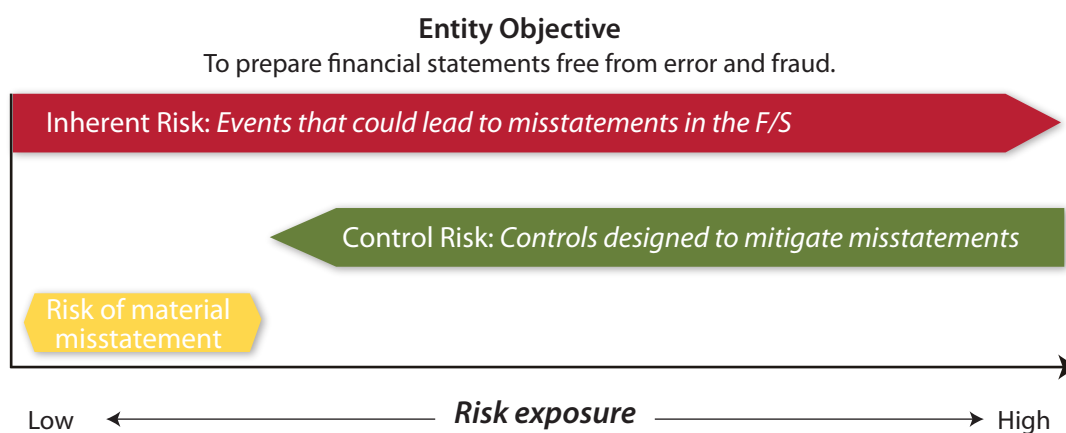 Entity Objective
To prepare financial statements free from error and fraud.
Inherent Risk: Events that could lead to misstatements in the F/S
Control Risk: Controls designed to mitigate misstatements
Risk of material
misstatement
Low Risk exposure High